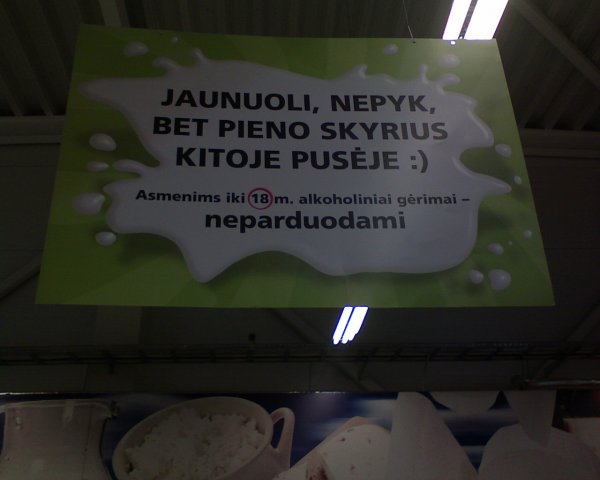 JAUNUOLI, NEPYK,
BET PIENO SKYRIUS
KITOJE PUSĖJE :)
Asmenims iki 18 m. alkoholiniai gėrimai –
neparduodami